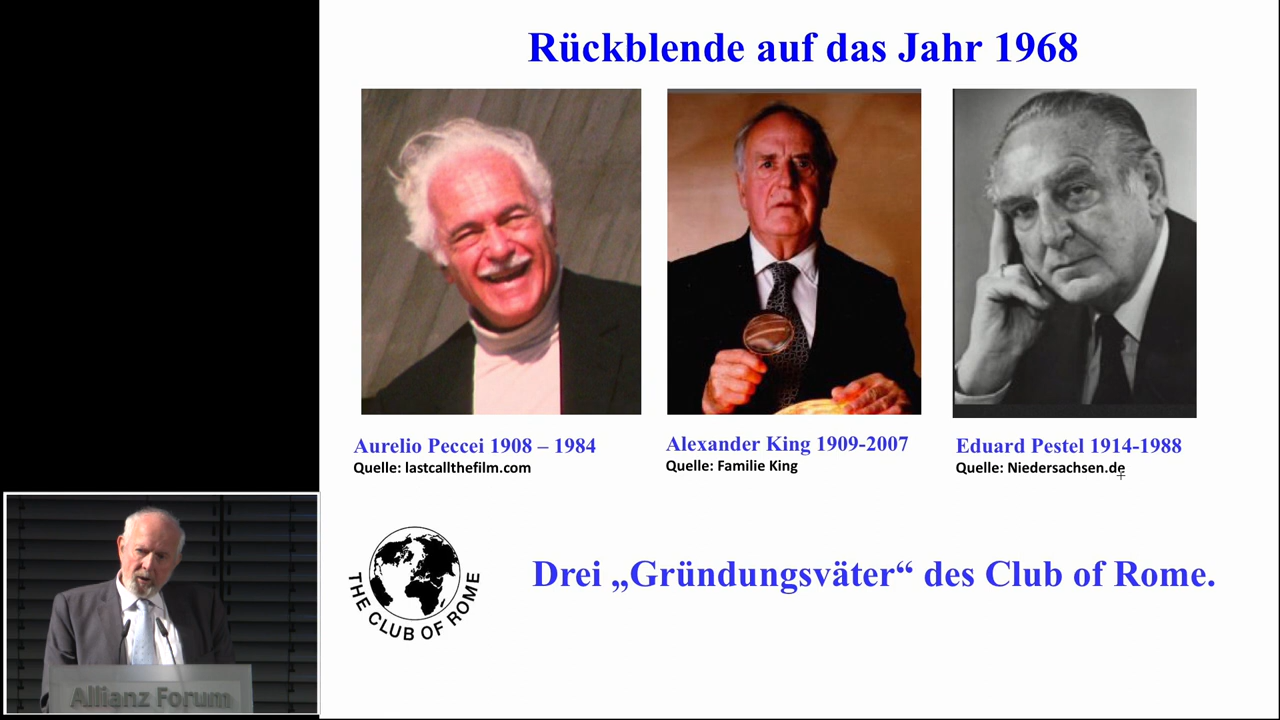 Rückblende auf das Jahr 1968
Aurelio Peccei 1908 – 1984
Quelle: lastcallthefilm.com
Alexander King 1909-2007
Quelle: Familie King
Eduard Pestel 1914-1988
Quelle: Niedersachsen.de
THE CLUB OF ROME
Drei „Gründungsväter“ des Club of Rome.
Allianz Forum